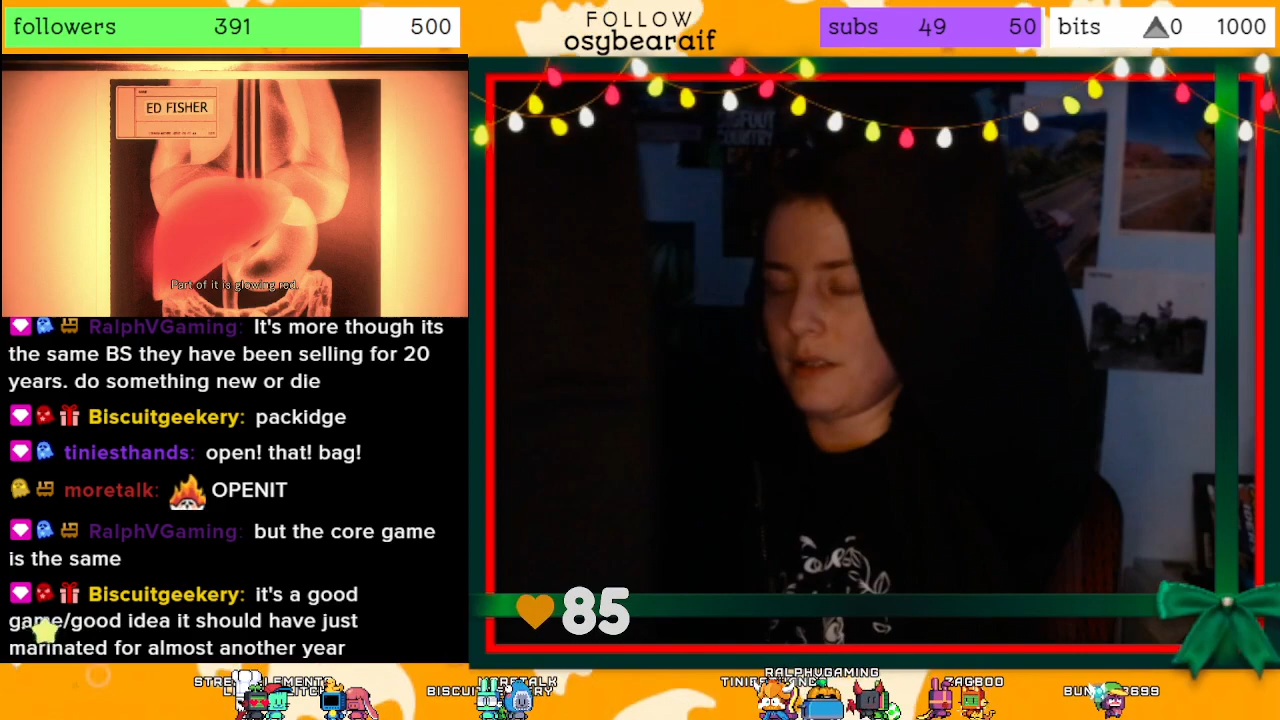 followers 391 500
FOLLOW
osybearaif
subs 49 50
bits 0 1000
ED FISHER
Part of it is glowing red.
RalphVGaming: It's more though its
the same BS they have been selling for 20
years. do something new or die
Biscuitgeekery: packidge
tiniesthands: open! that! bag!
moretalk: OPENIT
RalphVGaming: but the core game
is the same
Biscuitgeekery: it's a good
game/good idea it should have just
marinated for almost another year
85
RALPHVGAMING
MORETALK
ZAGBOO